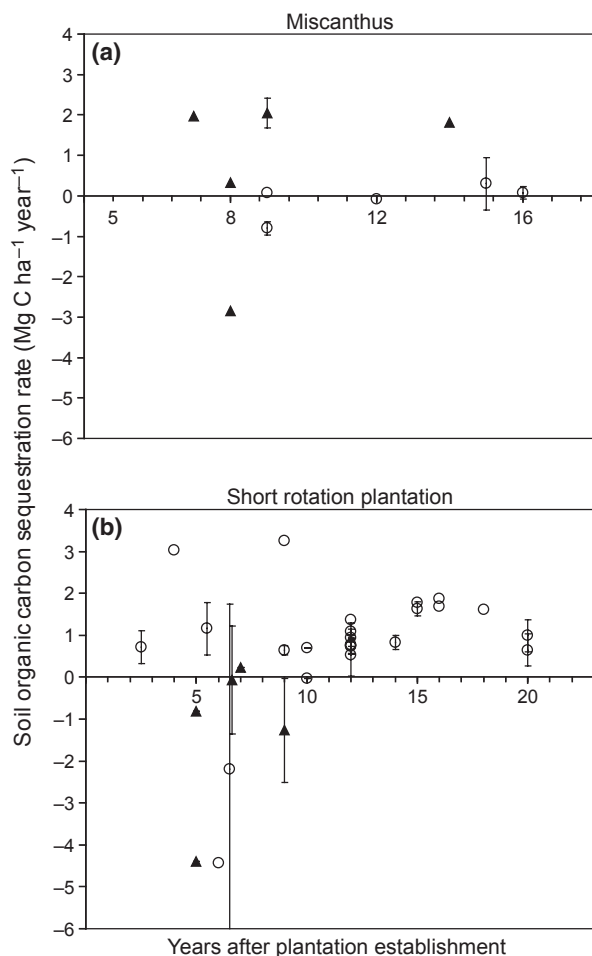 Miscanthus
(a)
4
3
2
1
0
5 8 12 16
–1
–2
–3
–4
–5
–6
Soil organic carbon sequestration rate (Mg C ha⁻¹ year⁻¹)
Short rotation plantation
(b)
4
3
2
1
0
5 10 15 20
–1
–2
–3
–4
–5
–6
Years after plantation establishment